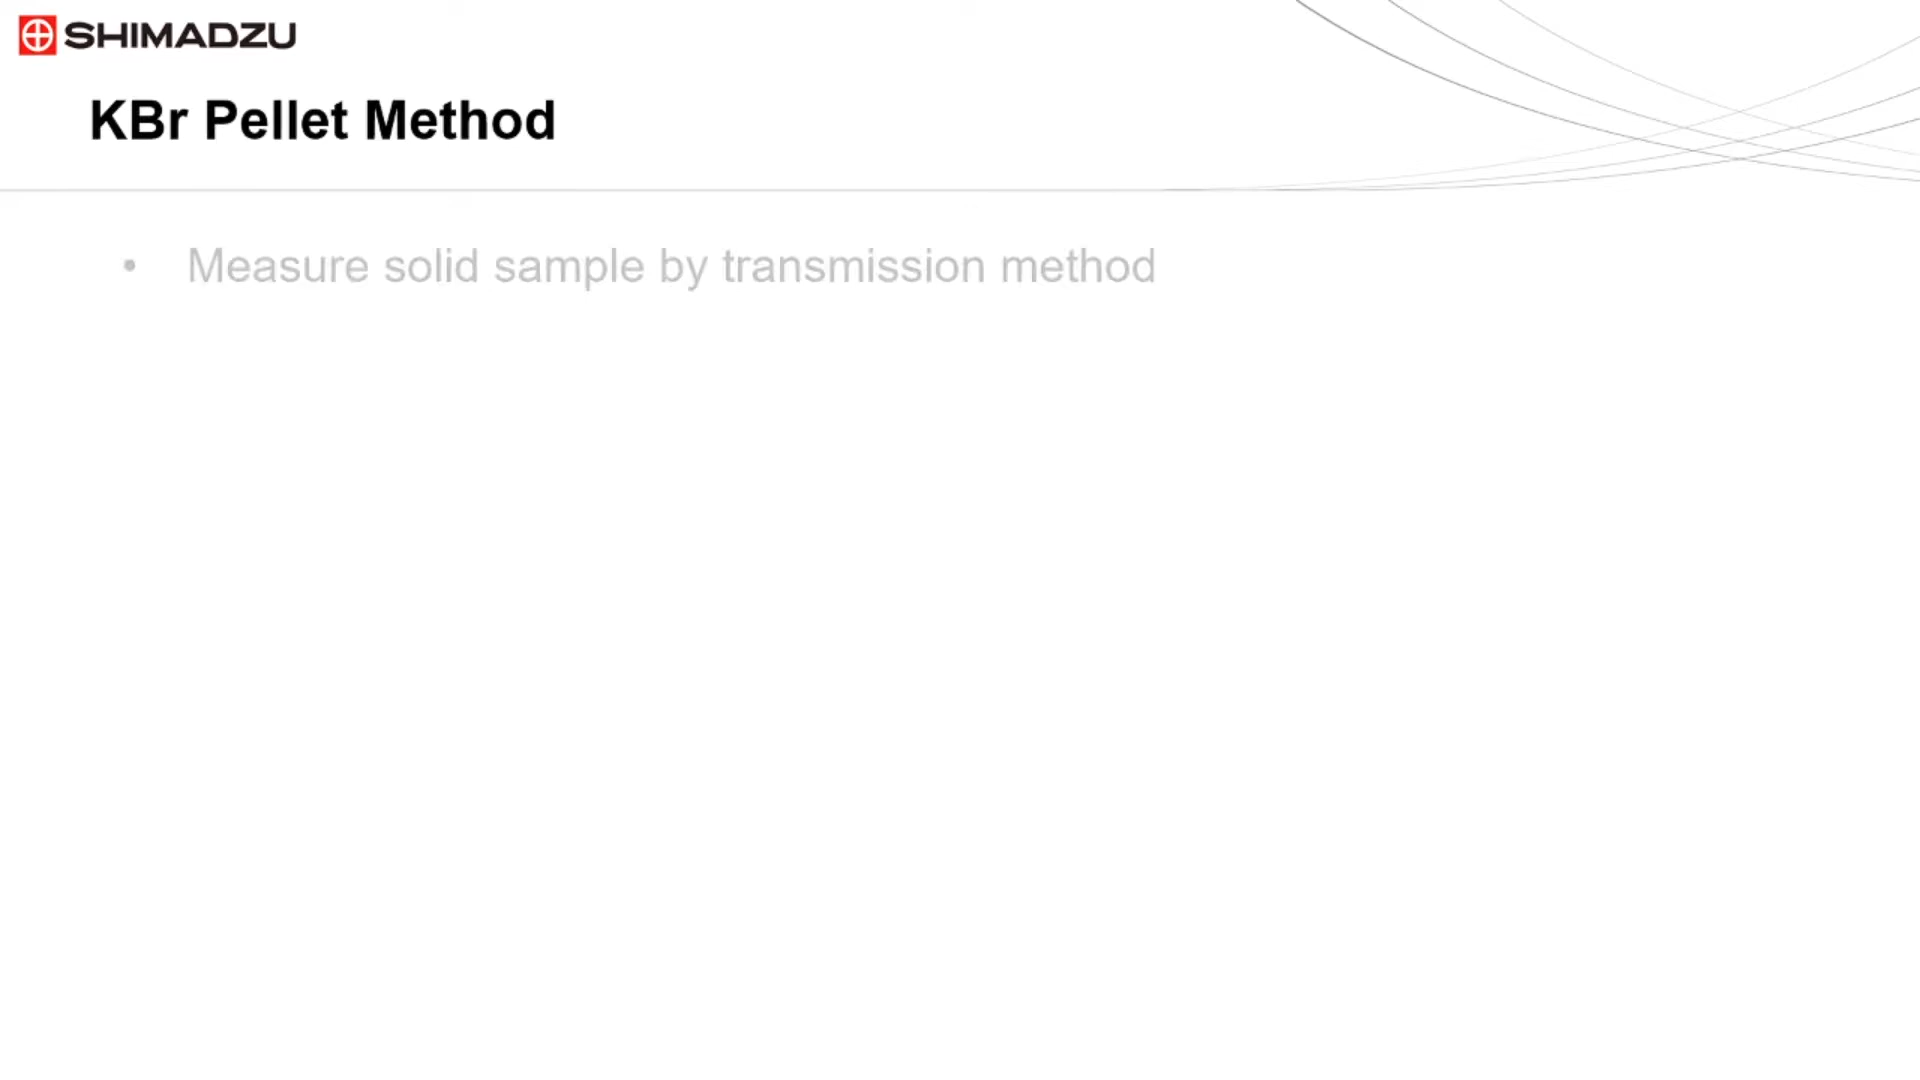 SHIMADZU
KBr Pellet Method
• Measure solid sample by transmission method